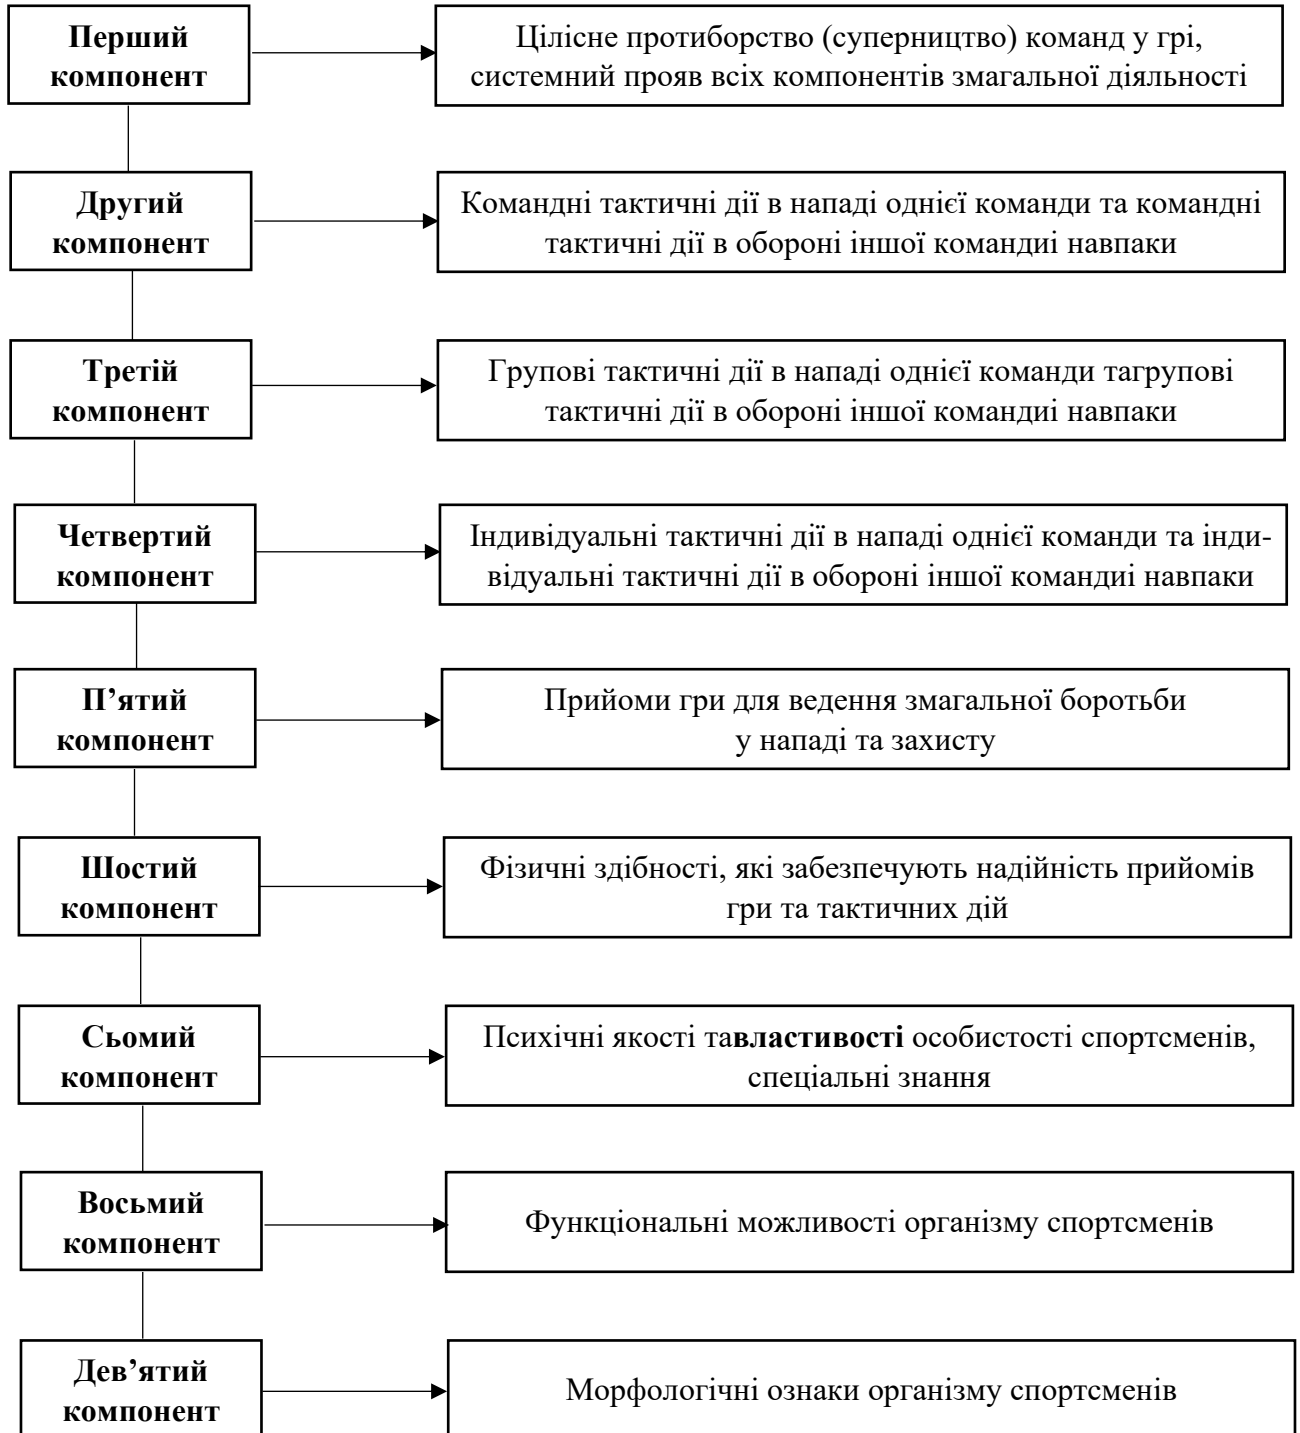 Перший
компонент
Цілісне протиборство (суперництво) команд у грі,
системний прояв всіх компонентів змагальної діяльності
Другий
компонент
Командні тактичні дії в нападі однієї команди та командні
тактичні дії в обороні іншої командиі навпаки
Третій
компонент
Групові тактичні дії в нападі однієї команди тагрупові
тактичні дії в обороні іншої командиі навпаки
Четвертий
компонент
Індивідуальні тактичні дії в нападі однієї команди та інди-
відуальні тактичні дії в обороні іншої командиі навпаки
П’ятий
компонент
Прийоми гри для ведення змагальної боротьби
у нападі та захисту
Шостий
компонент
Фізичні здібності, які забезпечують надійність прийомів
гри та тактичних дій
Сьомий
компонент
Психічні якості тавластивості особистості спортсменів,
спеціальні знання
Восьмий
компонент
Функціональні можливості організму спортсменів
Дев’ятий
компонент
Морфологічні ознаки організму спортсменів